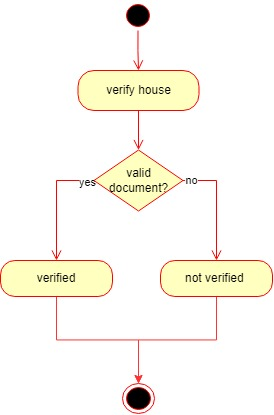 verify house
valid
document?
yes
no
verified
not verified